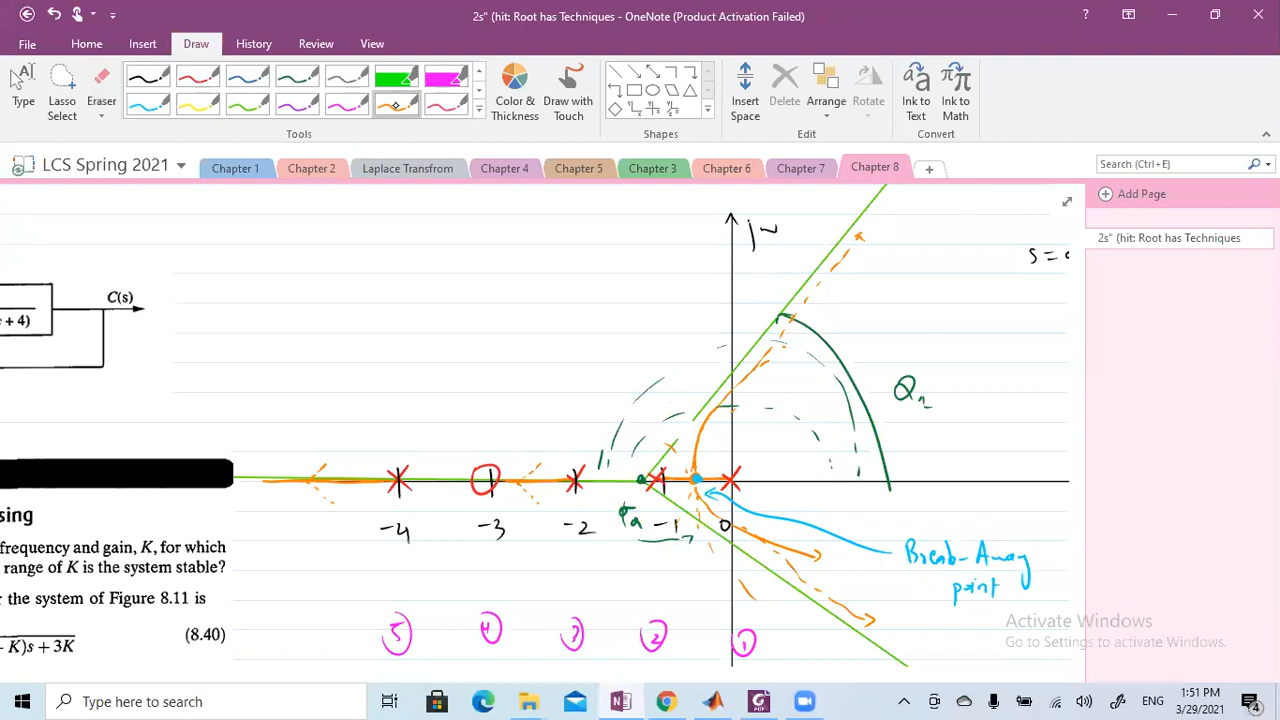 2s" (hit: Root has Techniques - OneNote (Product Activation Failed)
File Home Insert Draw History Review View
Type
Lasso Select
Eraser
Color & Thickness
Draw with Touch
Insert Space
Delete
Arrange
Rotate
Ink to Text
Ink to Math
Tools
Shapes
Edit
Convert
LCS Spring 2021
Chapter 1
Chapter 2
Laplace Transfrom
Chapter 4
Chapter 5
Chapter 3
Chapter 6
Chapter 7
Chapter 8
Search (Ctrl+E)
Add Page
2s" (hit: Root has Techniques
jw
s =
C(s)
s + 4)
-4 -3 -2 -1 0
σa
Break-Away
point
sing
frequency and gain, K, for which
range of K is the system stable?
r the system of Figure 8.11 is
K)s + 3K
(8.40)
5 4 3 2 1
Activate Windows
Go to Settings to activate Windows.
Type here to search
ENG
1:51 PM
3/29/2021
4